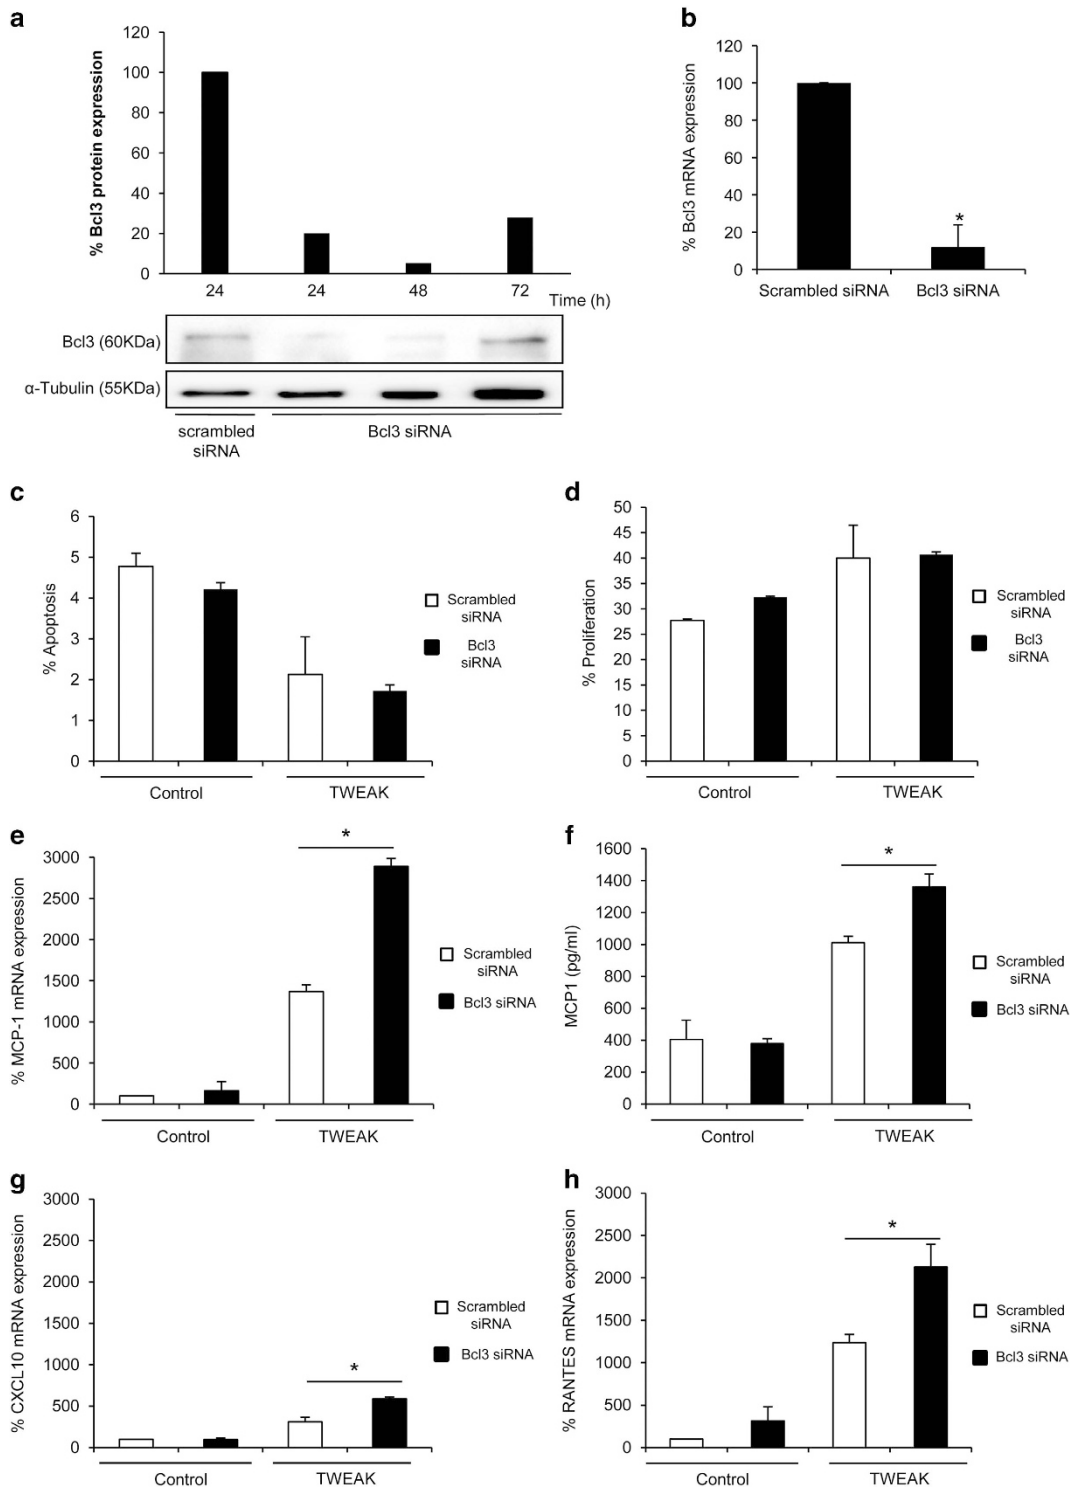 a
% Bcl3 protein expression
120
100
80
60
40
20
0
24
24
48
72
Time (h)
Bcl3 (60KDa)
α-Tubulin (55KDa)
scrambled
siRNA
Bcl3 siRNA
b
% Bcl3 mRNA expression
120
100
80
60
40
20
0
*
Scrambled siRNA
Bcl3 siRNA
c
% Apoptosis
6
5
4
3
2
1
0
Control
TWEAK
Scrambled
siRNA
Bcl3
siRNA
d
% Proliferation
50
45
40
35
30
25
20
15
10
5
0
Control
TWEAK
Scrambled
siRNA
Bcl3
siRNA
e
% MCP-1 mRNA expression
3000
2500
2000
1500
1000
500
0
*
Control
TWEAK
Scrambled
siRNA
Bcl3 siRNA
f
MCP1 (pg/ml)
1600
1400
1200
1000
800
600
400
200
0
*
Control
TWEAK
Scrambled
siRNA
Bcl3 siRNA
g
% CXCL10 mRNA expression
3000
2500
2000
1500
1000
500
0
*
Control
TWEAK
Scrambled
siRNA
Bcl3 siRNA
h
% RANTES mRNA expression
3000
2500
2000
1500
1000
500
0
*
Control
TWEAK
Scrambled
siRNA
Bcl3 siRNA